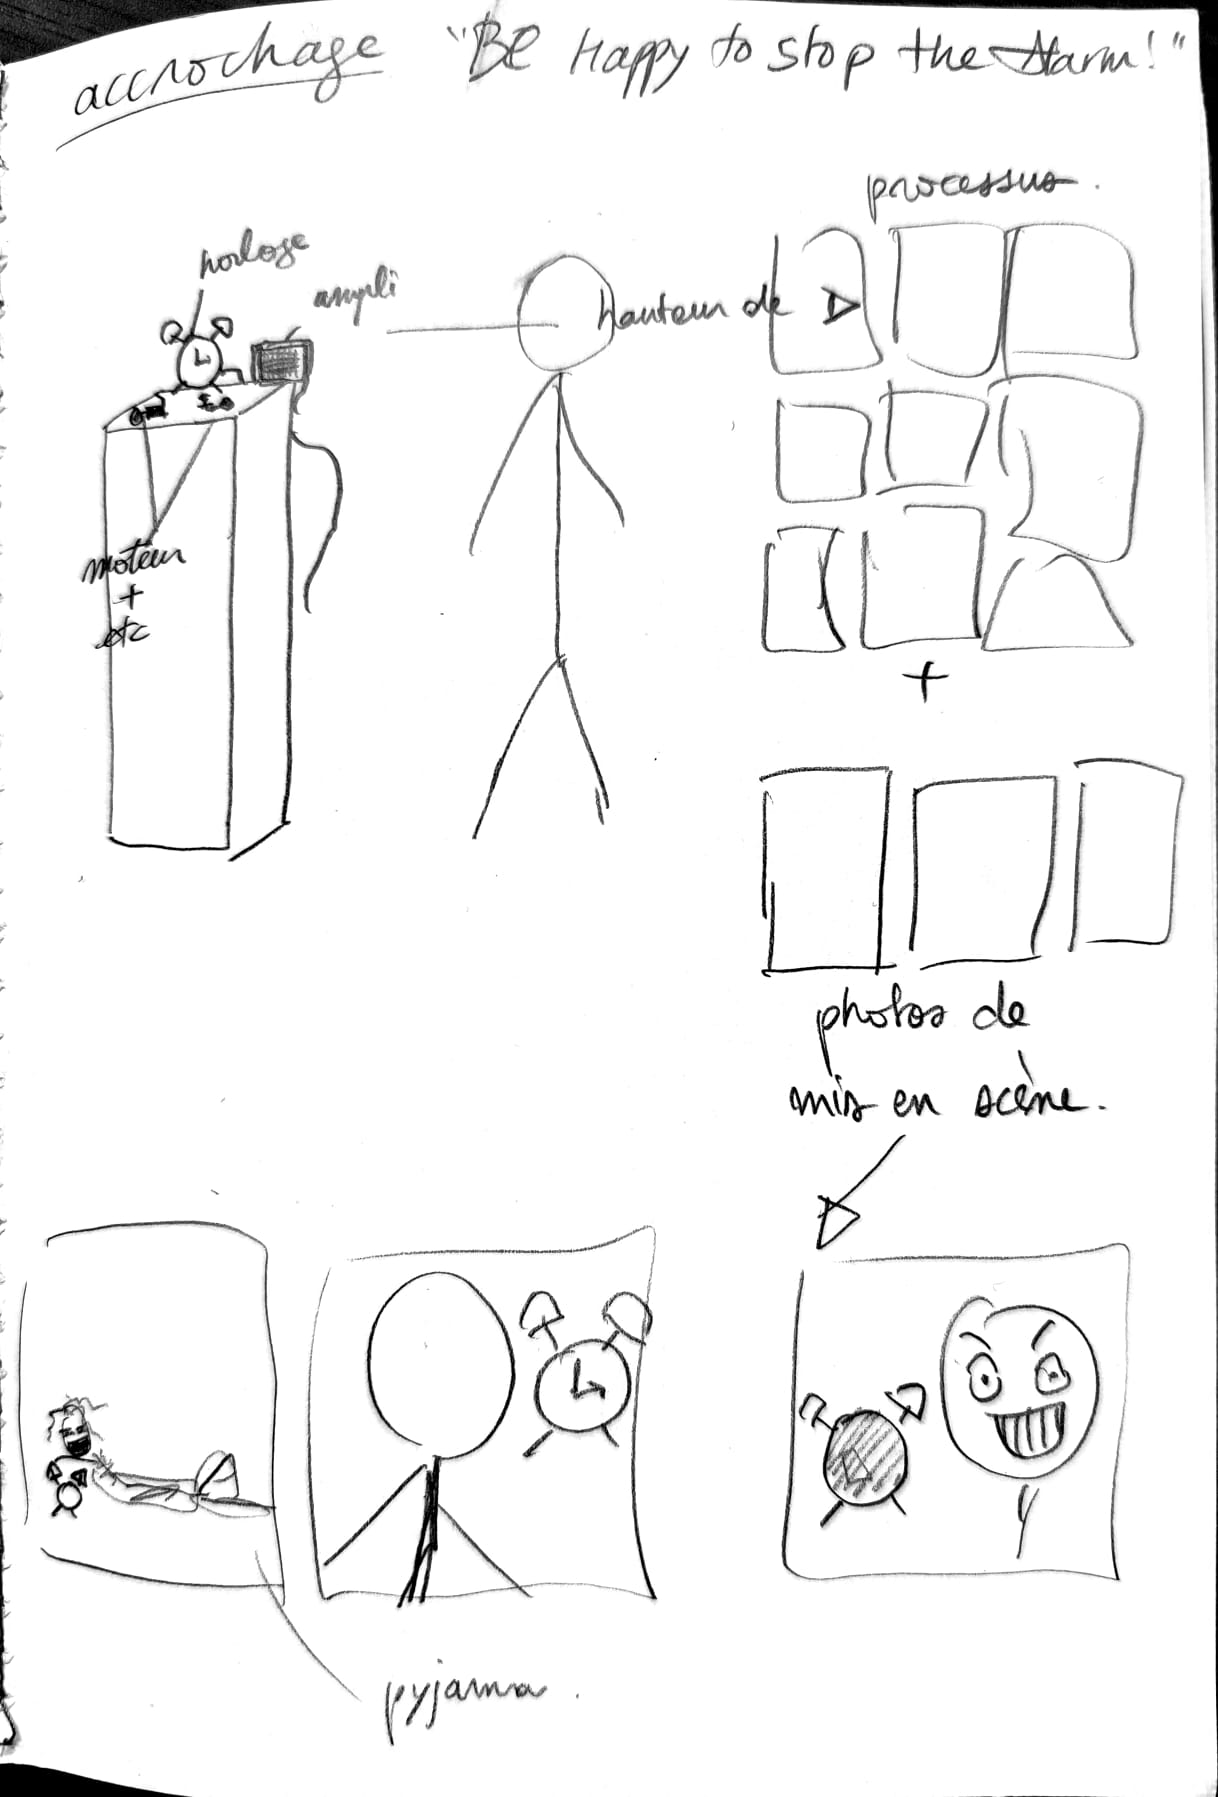 accrochage "BE Happy to stop the Alarm!"
processus.
horloge
ampli
hauteur de
moteur
+
etc
+
photos de
mis en scène.
pyjama.